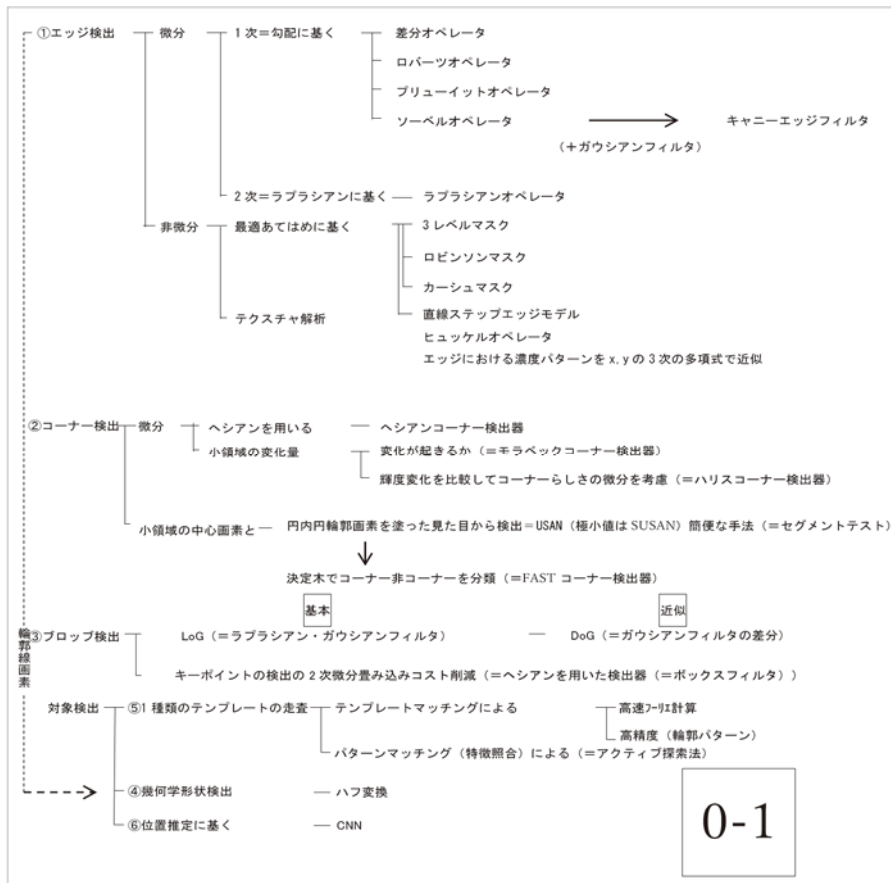 ①エッジ検出 微分 1次=勾配に基く 差分オペレータ
ロバーツオペレータ
プリューイットオペレータ
ソーベルオペレータ キャニーエッジフィルタ
(+ガウシアンフィルタ)
2次=ラプラシアンに基く ラプラシアンオペレータ
非微分 最適あてはめに基く 3レベルマスク
ロビンソンマスク
カーシュマスク
テクスチャ解析 直線ステップエッジモデル
ヒュッケルオペレータ
エッジにおける濃度パターンをx,yの3次の多項式で近似
②コーナー検出 微分 ヘシアンを用いる ヘシアンコーナー検出器
小領域の変化量 変化が起きるか(=モラベックコーナー検出器)
輝度変化を比較してコーナーらしさの微分を考慮(=ハリスコーナー検出器)
小領域の中心画素と 円内円輪郭画素を塗った見た目から検出=USAN(極小値はSUSAN)簡便な手法(=セグメントテスト)
決定木でコーナー非コーナーを分類(=FAST コーナー検出器)
基本 近似
輪郭線画素
③ブロッブ検出 LoG(=ラプラシアン・ガウシアンフィルタ) DoG(=ガウシアンフィルタの差分)
キーポイントの検出の2次微分畳み込みコスト削減(=ヘシアンを用いた検出器(=ボックスフィルタ))
対象検出 ⑤1種類のテンプレートの走査 テンプレートマッチングによる 高速フーリエ計算
高精度(輪郭パターン)
パターンマッチング(特徴照合)による(=アクティブ探索法)
④幾何学形状検出 ハフ変換
⑥位置推定に基く CNN
0-1